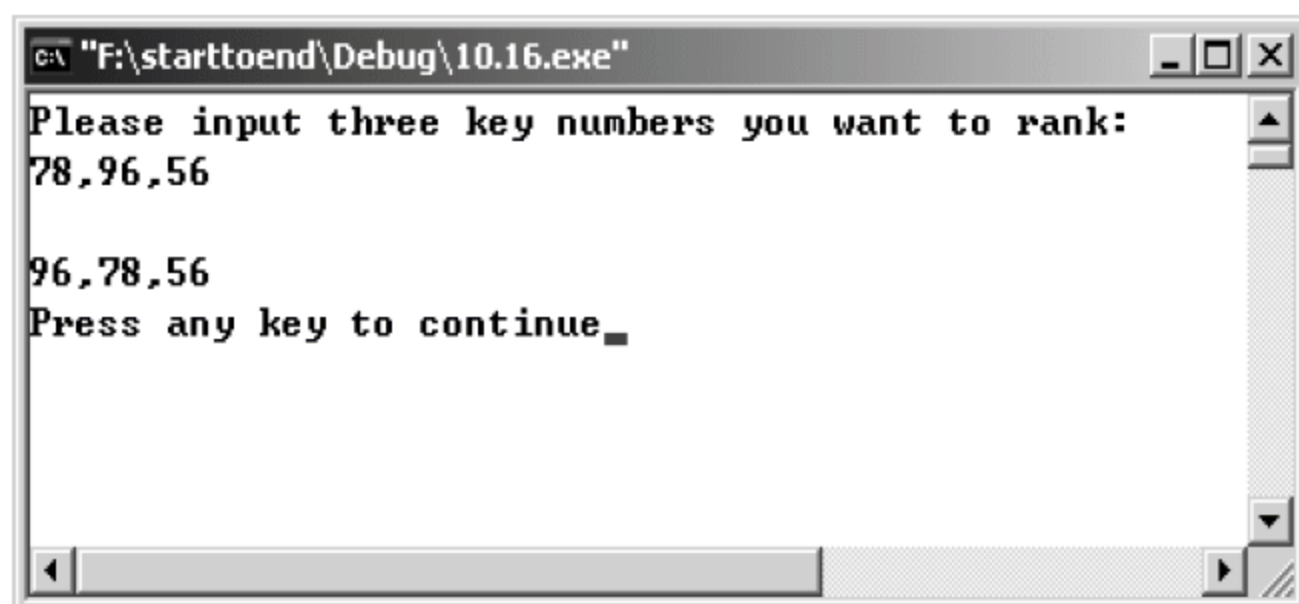 "F:\starttoend\Debug\10.16.exe"
Please input three key numbers you want to rank:
78,96,56
96,78,56
Press any key to continue_